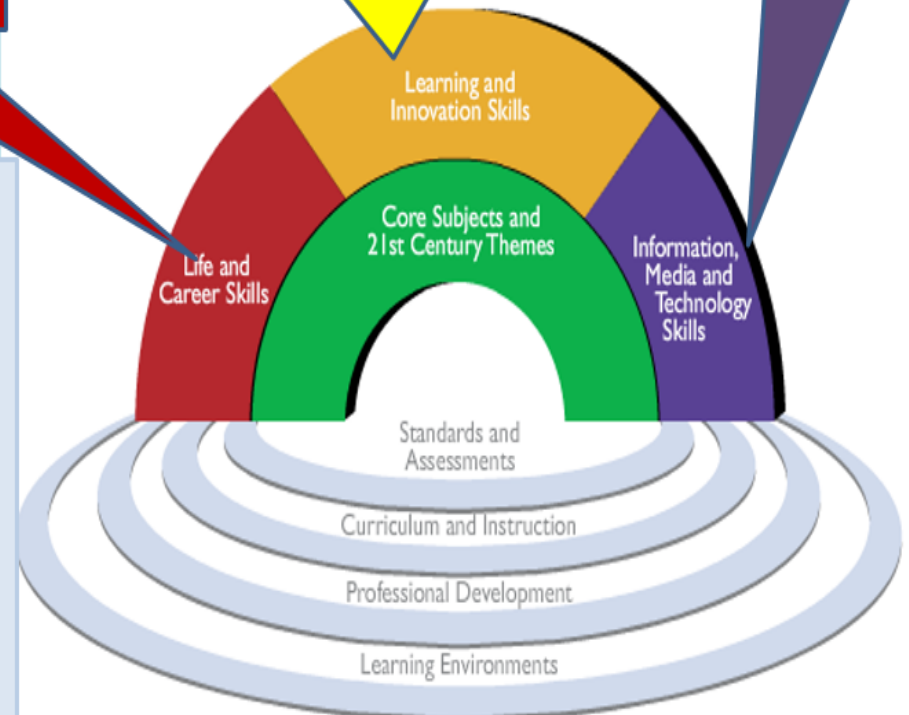 Learning and
Innovation Skills
Core Subjects and
21st Century Themes
Life and
Career Skills
Information,
Media and
Technology
Skills
Standards and
Assessments
Curriculum and Instruction
Professional Development
Learning Environments